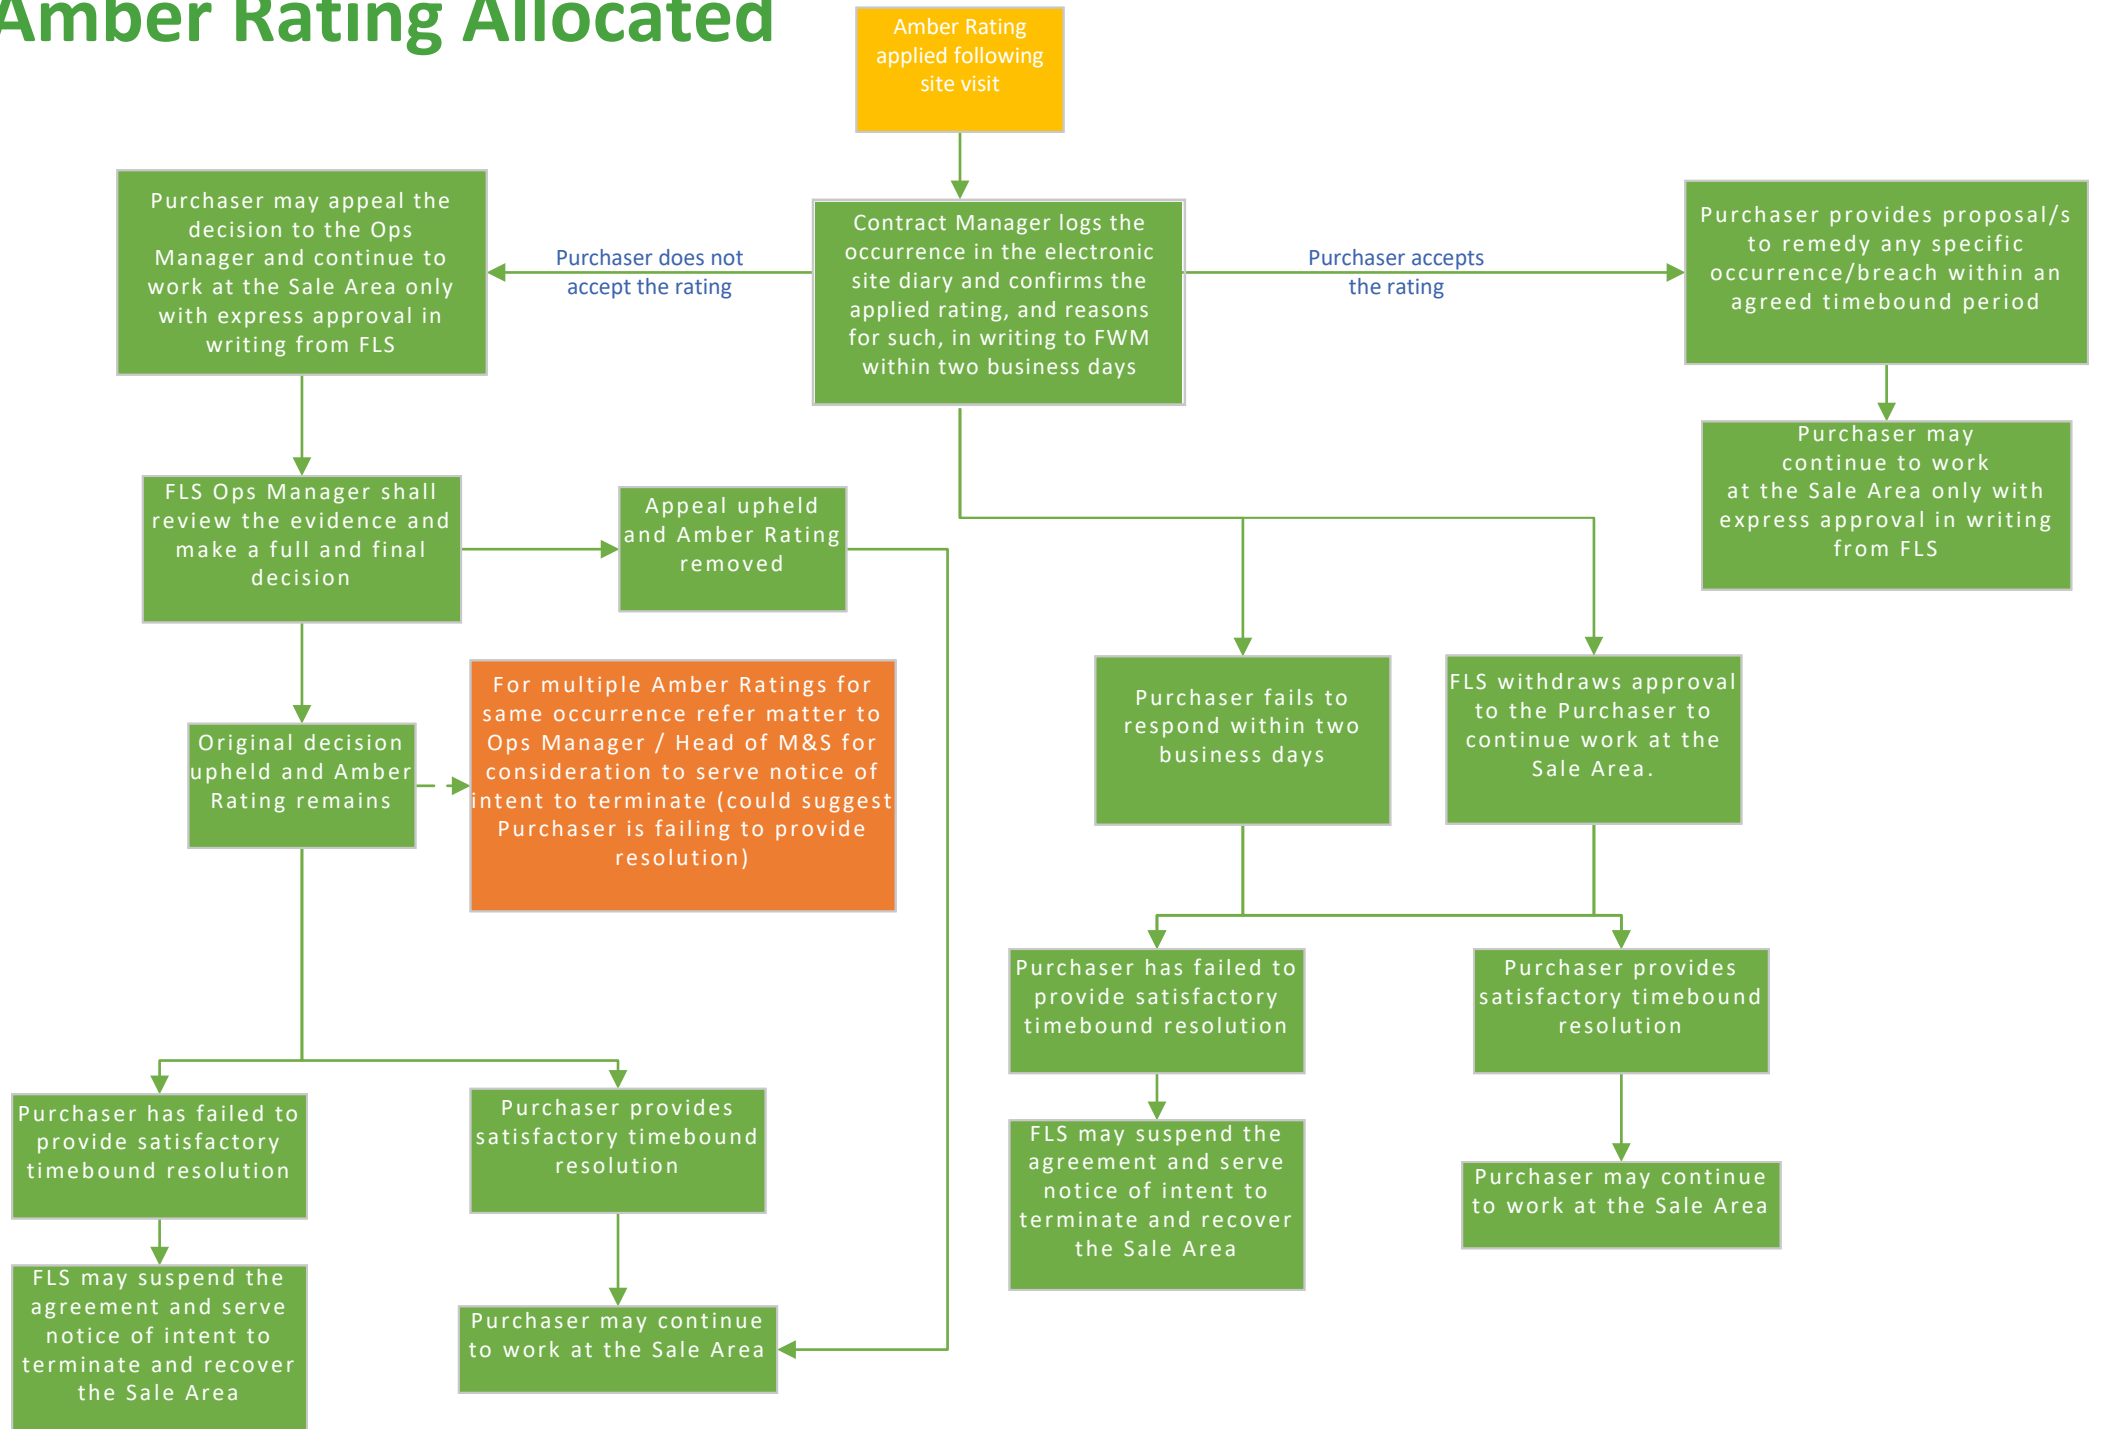 Amber Rating Allocated
Amber Rating
applied following
site visit
Purchaser may appeal the
decision to the Ops
Manager and continue to
work at the Sale Area only
with express approval in
writing from FLS
Purchaser does not
accept the rating
Contract Manager logs the
occurrence in the electronic
site diary and confirms the
applied rating, and reasons
for such, in writing to FWM
within two business days
Purchaser accepts
the rating
Purchaser provides proposal/s
to remedy any specific
occurrence/breach within an
agreed timebound period
Purchaser may
continue to work
at the Sale Area only with
express approval in writing
from FLS
FLS Ops Manager shall
review the evidence and
make a full and final
decision
Appeal upheld
and Amber Rating
removed
Original decision
upheld and Amber
Rating remains
For multiple Amber Ratings for
same occurrence refer matter to
Ops Manager / Head of M&S for
consideration to serve notice of
intent to terminate (could suggest
Purchaser is failing to provide
resolution)
Purchaser fails to
respond within two
business days
FLS withdraws approval
to the Purchaser to
continue work at the
Sale Area.
Purchaser has failed to
provide satisfactory
timebound resolution
Purchaser provides
satisfactory timebound
resolution
FLS may suspend the
agreement and serve
notice of intent to
terminate and recover
the Sale Area
Purchaser may continue
to work at the Sale Area
Purchaser has failed to
provide satisfactory
timebound resolution
Purchaser provides
satisfactory timebound
resolution
FLS may suspend the
agreement and serve
notice of intent to
terminate and recover
the Sale Area
Purchaser may continue
to work at the Sale Area